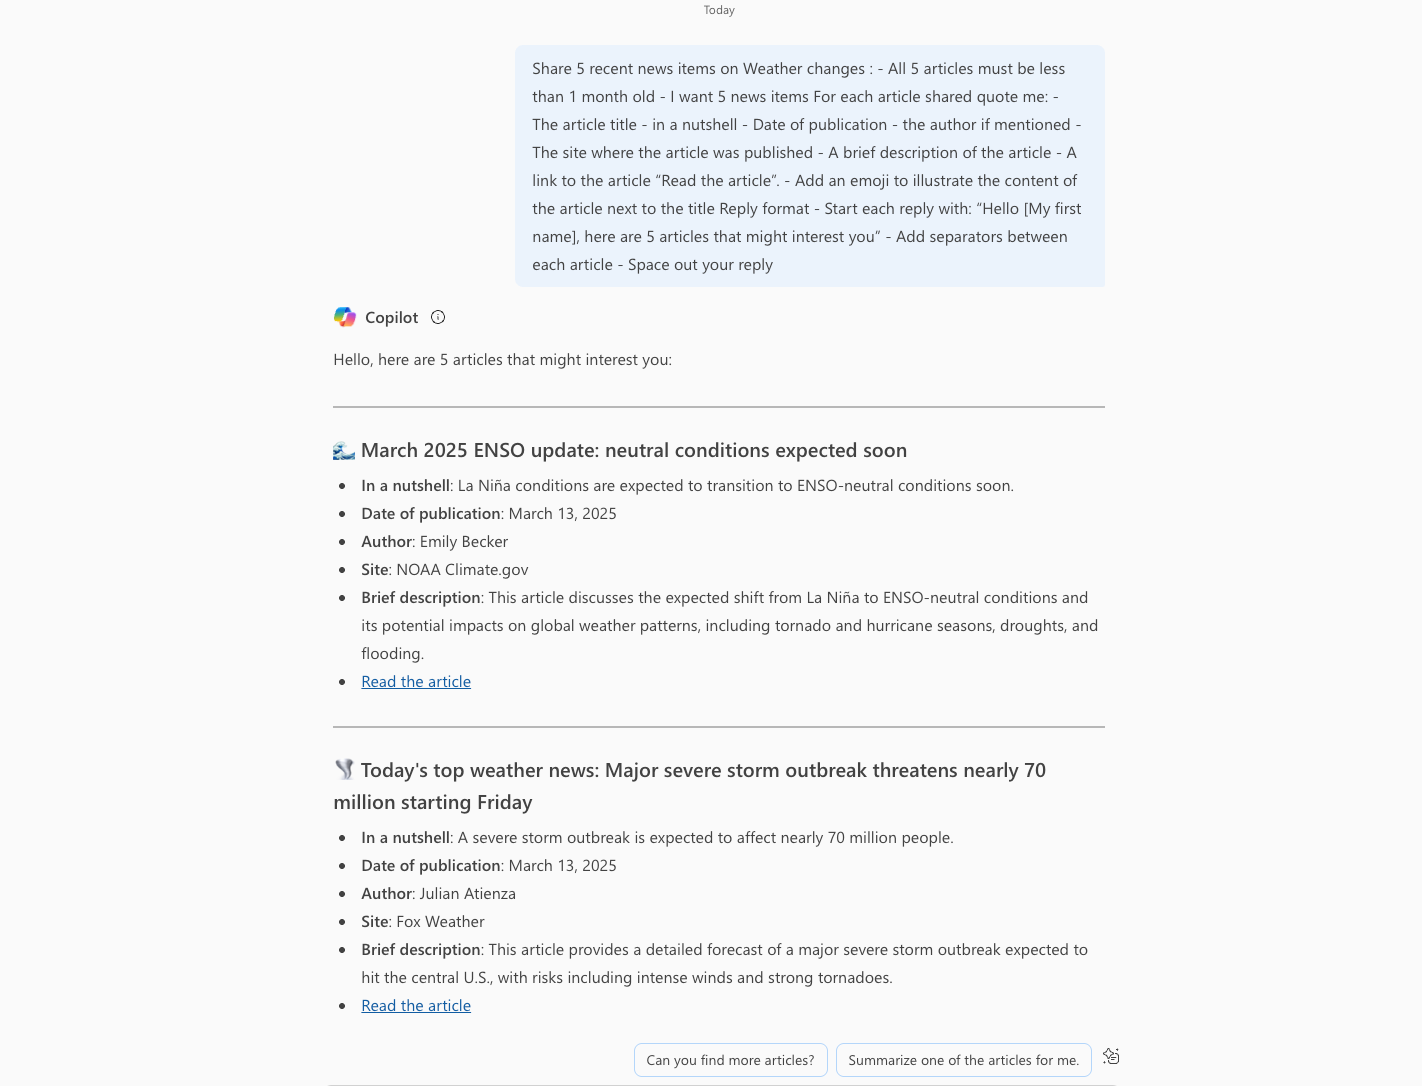 Today
Share 5 recent news items on Weather changes : - All 5 articles must be less
than 1 month old - I want 5 news items For each article shared quote me: -
The article title - in a nutshell - Date of publication - the author if mentioned -
The site where the article was published - A brief description of the article - A
link to the article “Read the article”. - Add an emoji to illustrate the content of
the article next to the title Reply format - Start each reply with: “Hello [My first
name], here are 5 articles that might interest you” - Add separators between
each article - Space out your reply
Copilot
Hello, here are 5 articles that might interest you:
🌊 March 2025 ENSO update: neutral conditions expected soon
• In a nutshell: La Niña conditions are expected to transition to ENSO-neutral conditions soon.
• Date of publication: March 13, 2025
• Author: Emily Becker
• Site: NOAA Climate.gov
• Brief description: This article discusses the expected shift from La Niña to ENSO-neutral conditions and
its potential impacts on global weather patterns, including tornado and hurricane seasons, droughts, and
flooding.
• Read the article
🌪️ Today's top weather news: Major severe storm outbreak threatens nearly 70
million starting Friday
• In a nutshell: A severe storm outbreak is expected to affect nearly 70 million people.
• Date of publication: March 13, 2025
• Author: Julian Atienza
• Site: Fox Weather
• Brief description: This article provides a detailed forecast of a major severe storm outbreak expected to
hit the central U.S., with risks including intense winds and strong tornadoes.
• Read the article
Can you find more articles?
Summarize one of the articles for me.